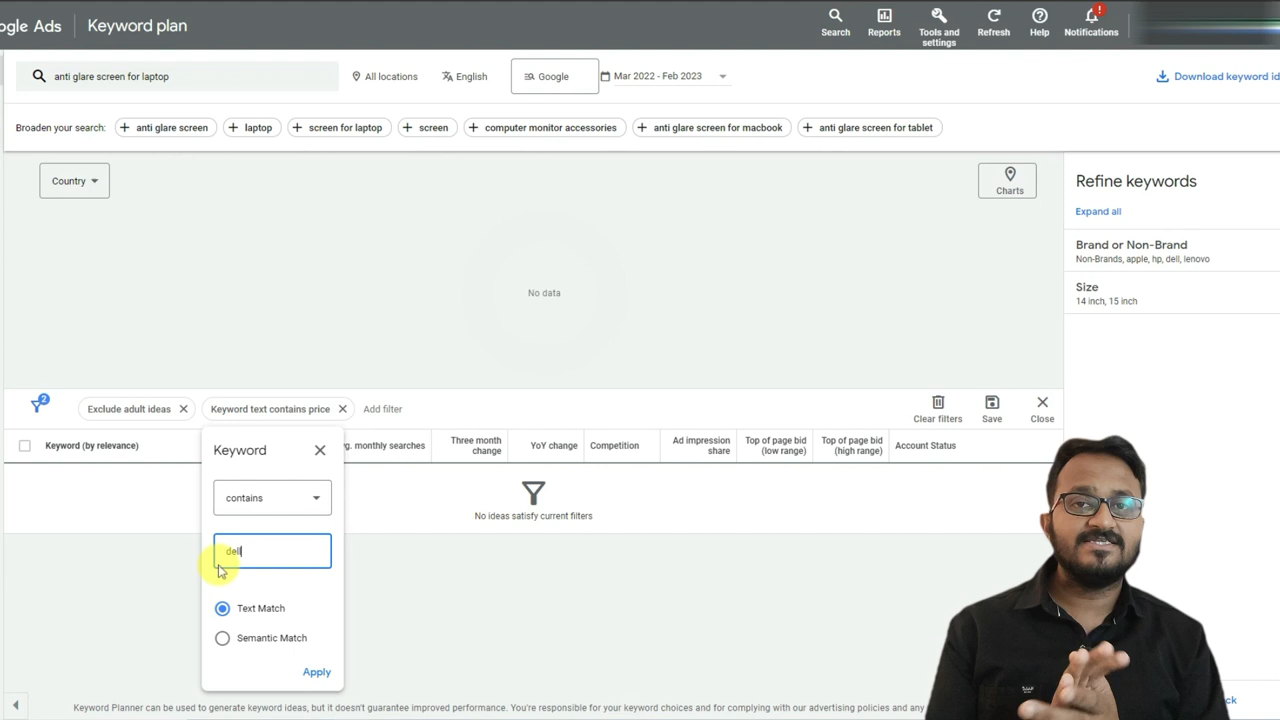 ogle Ads
Keyword plan
Search
Reports
Tools and
settings
Refresh
Help
!
Notifications
anti glare screen for laptop
All locations
English
Google
Mar 2022 - Feb 2023
Download keyword id
Broaden your search:
anti glare screen
laptop
screen for laptop
screen
computer monitor accessories
anti glare screen for macbook
anti glare screen for tablet
Country
Charts
No data
Refine keywords
Expand all
Brand or Non-Brand
Non-Brands, apple, hp, dell, lenovo
Size
14 inch, 15 inch
2
Exclude adult ideas
Keyword text contains price
Add filter
Clear filters
Save
Close
Keyword (by relevance)
g. monthly searches
Three month
change
YoY change
Competition
Ad impression
share
Top of page bid
(low range)
Top of page bid
(high range)
Account Status
No ideas satisfy current filters
Keyword
contains
dell
Text Match
Semantic Match
Apply
Keyword Planner can be used to generate keyword ideas, but it doesn't guarantee improved performance. You're responsible for your keyword choices and for complying with our advertising policies and any
ck